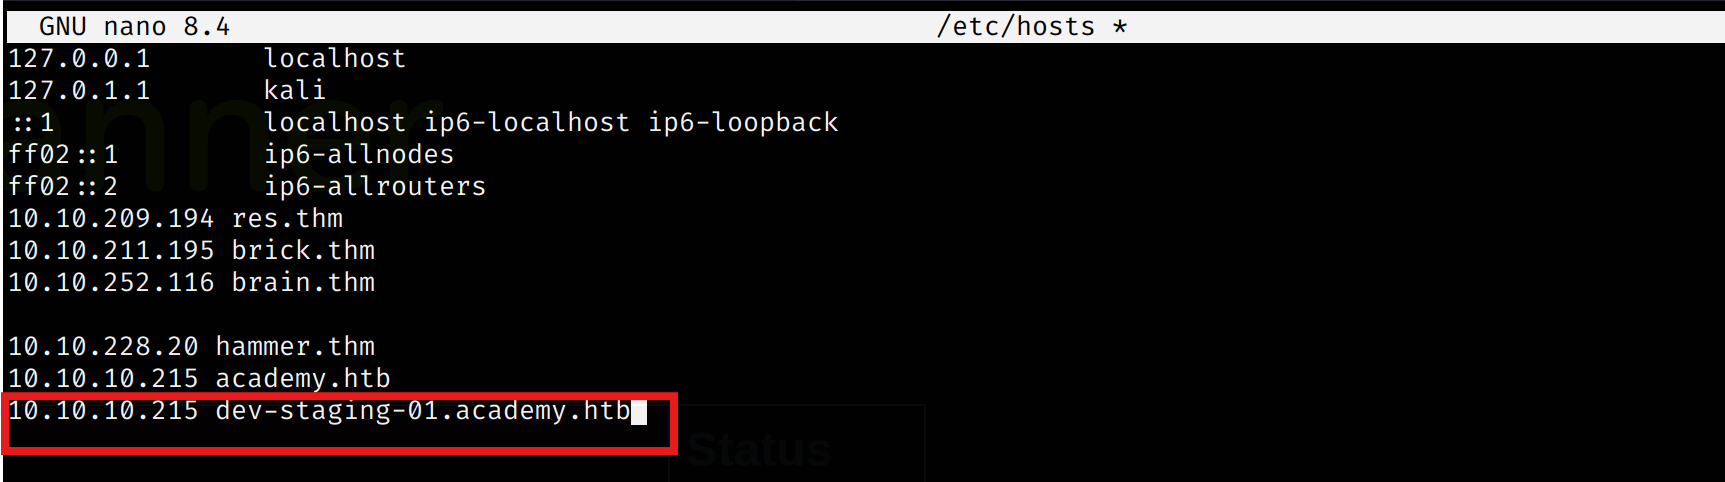 GNU nano 8.4 /etc/hosts *
127.0.0.1 localhost
127.0.1.1 kali
::1 localhost ip6-localhost ip6-loopback
ff02::1 ip6-allnodes
ff02::2 ip6-allrouters
10.10.209.194 res.thm
10.10.211.195 brick.thm
10.10.252.116 brain.thm
10.10.228.20 hammer.thm
10.10.10.215 academy.htb
10.10.10.215 dev-staging-01.academy.htb
Status